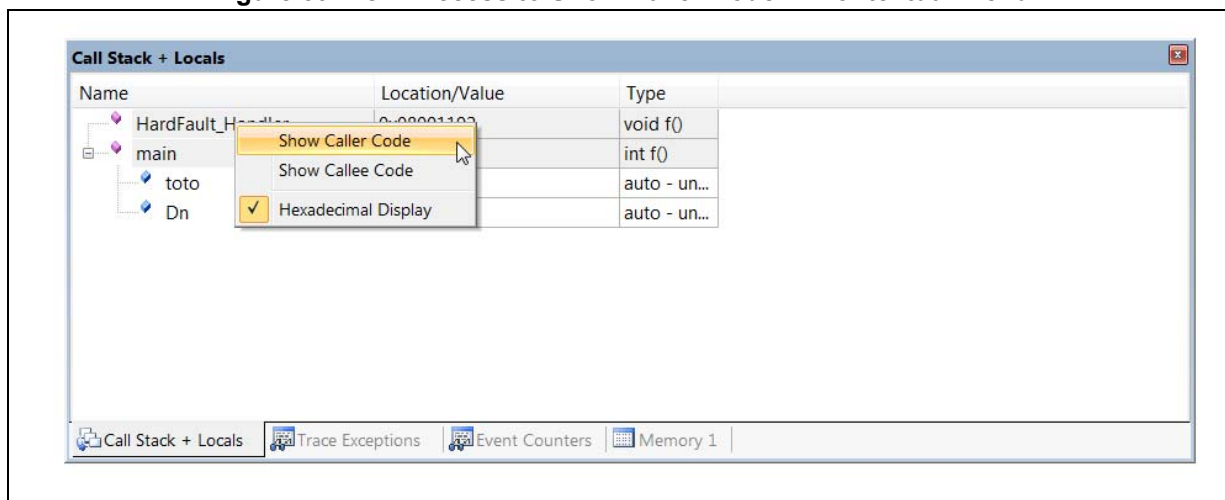 Call Stack + Locals
Name Location/Value Type
HardFault_Handler void f()
Show Caller Code
main int f()
Show Callee Code
toto auto - un...
Hexadecimal Display
Dn auto - un...
Call Stack + Locals Trace Exceptions Event Counters Memory 1